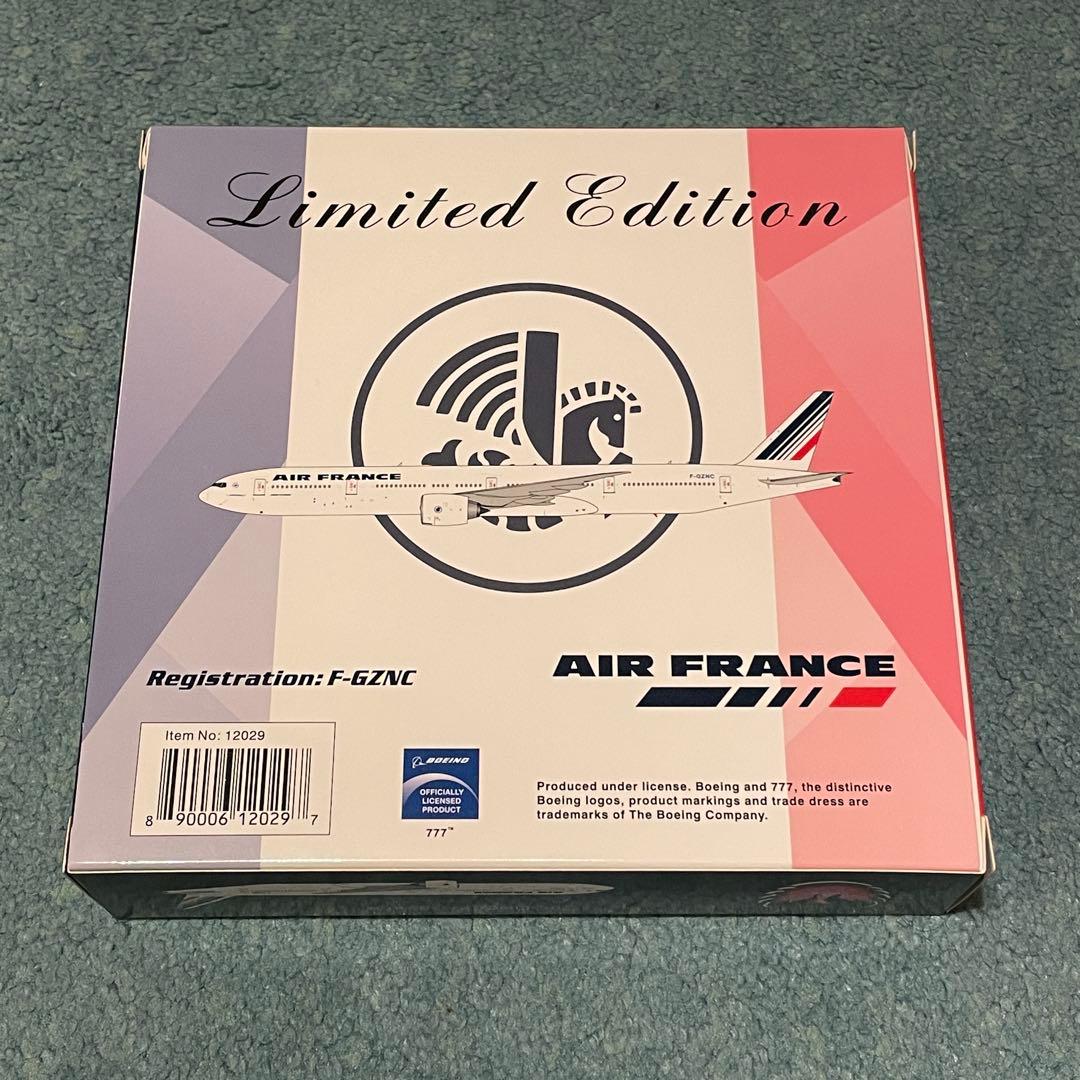 Limited Edition
AIR FRANCE
F-GZNC
Registration: F-GZNC
AIR FRANCE
Item No: 12029
8 90006 12029 7
BOEING
OFFICIALLY
LICENSED
PRODUCT
777™
Produced under license. Boeing and 777, the distinctive
Boeing logos, product markings and trade dress are
trademarks of The Boeing Company.